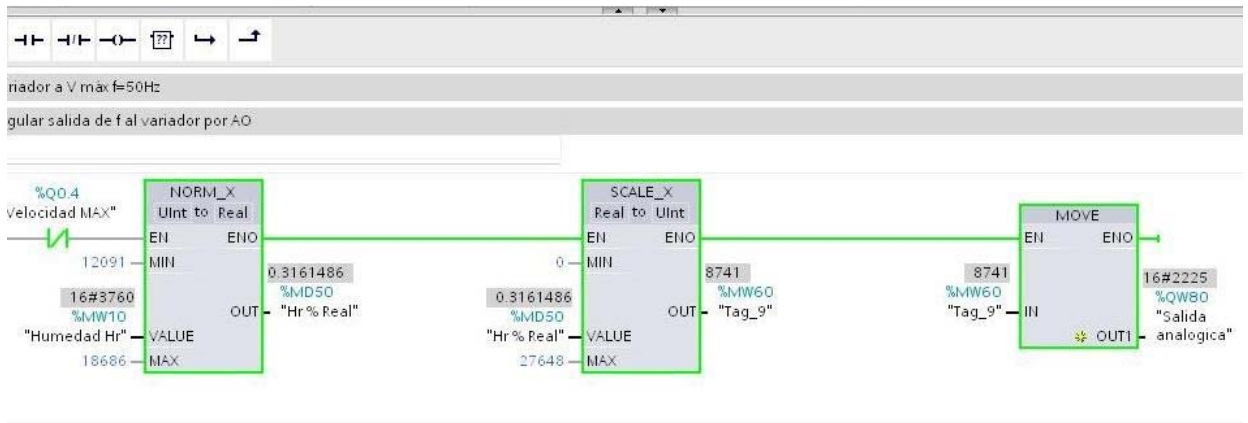 ??
riador a V máx f=50Hz
gular salida de f al variador por AO
%Q0.4
Velocidad MAX"
NORM_X
UInt to Real
EN ENO
12091 MIN
16#3760
%MW10
"Humedad Hr" VALUE
18686 MAX
OUT
0.3161486
%MD50
"Hr % Real"
SCALE_X
Real to UInt
EN ENO
0 MIN
0.3161486
%MD50
"Hr % Real" VALUE
27648 MAX
OUT
8741
%MW60
"Tag_9"
MOVE
EN ENO
8741
%MW60
"Tag_9" IN
OUT1
16#2225
%QW80
"Salida
analogica"